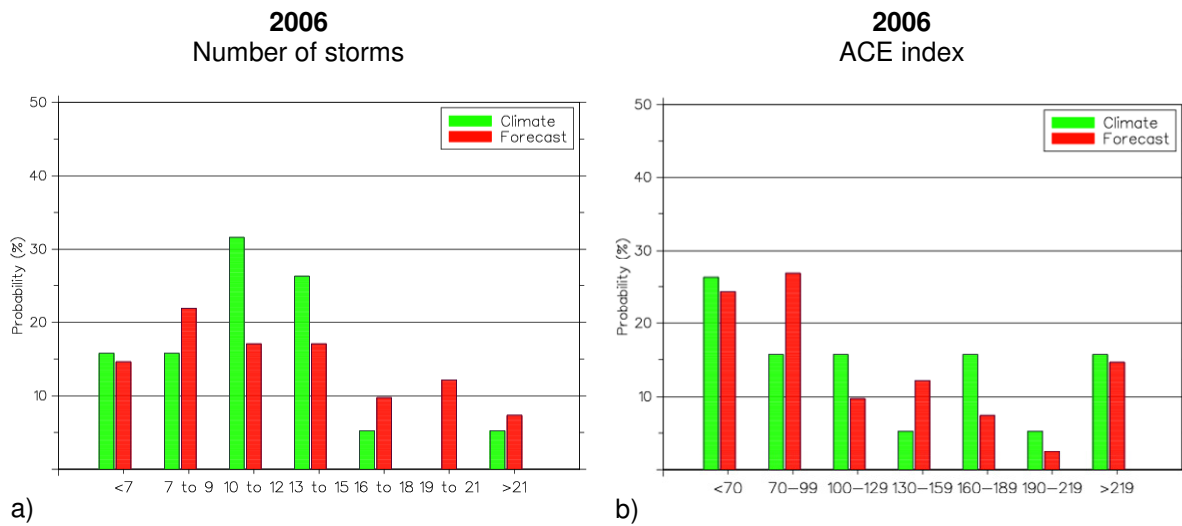 2006
Number of storms
50
40
30
20
10
Probability (%)
Climate
Forecast
<7 7 to 9 10 to 12 13 to 15 16 to 18 19 to 21 >21
a)
2006
ACE index
50
40
30
20
10
Probability (%)
Climate
Forecast
<70 70–99 100–129 130–159 160–189 190–219 >219
b)